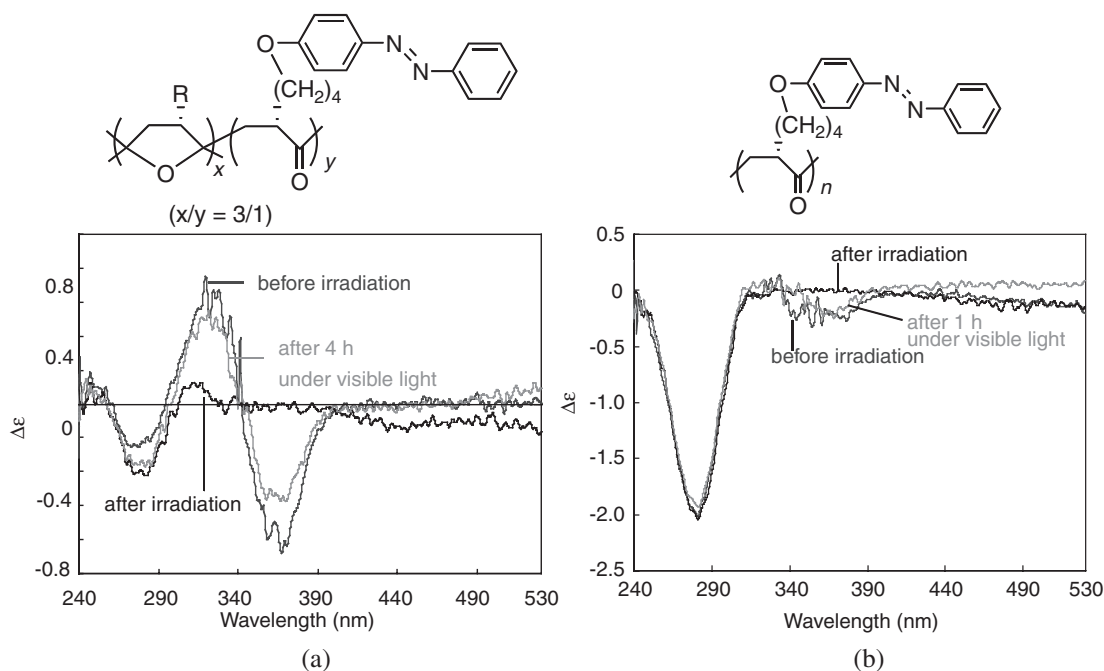 O
N
N
(CH₂)₄
R
O
x
O
y
(x/y = 3/1)
O
N
N
(CH₂)₄
O
n
0.8
0.4
0
-0.4
-0.8
Δε
before irradiation
after 4 h
under visible light
after irradiation
240 290 340 390 440 490 530
Wavelength (nm)
(a)
0.5
0
-0.5
-1.0
-1.5
-2.0
-2.5
Δε
after irradiation
after 1 h
under visible light
before irradiation
240 290 340 390 440 490 530
Wavelength (nm)
(b)